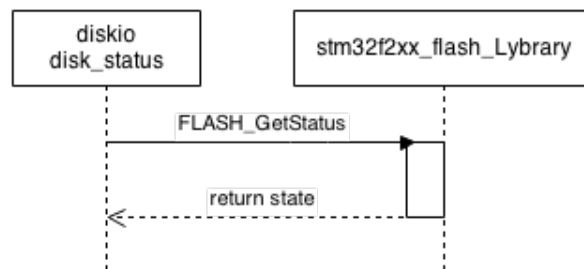 diskio
disk_status
stm32f2xx_flash_Lybrary
FLASH_GetStatus
return state